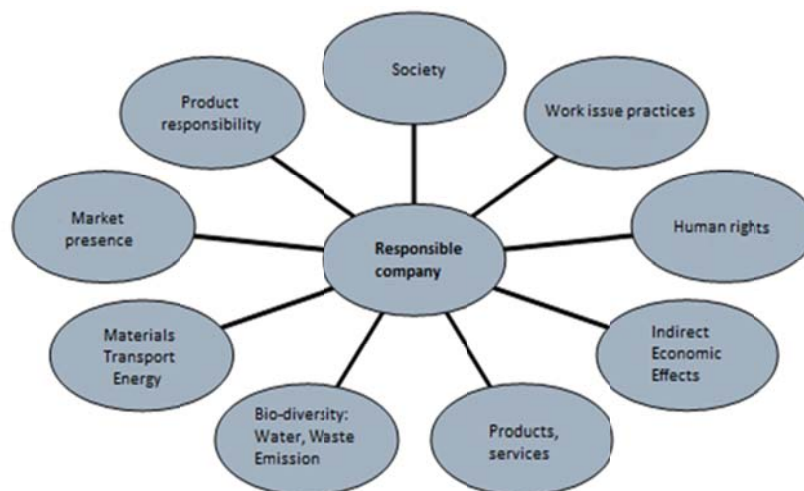 Society
Product
responsibility
Work issue practices
Market
presence
Responsible
company
Human rights
Materials
Transport
Energy
Indirect
Economic
Effects
Bio-diversity:
Water, Waste
Emission
Products,
services